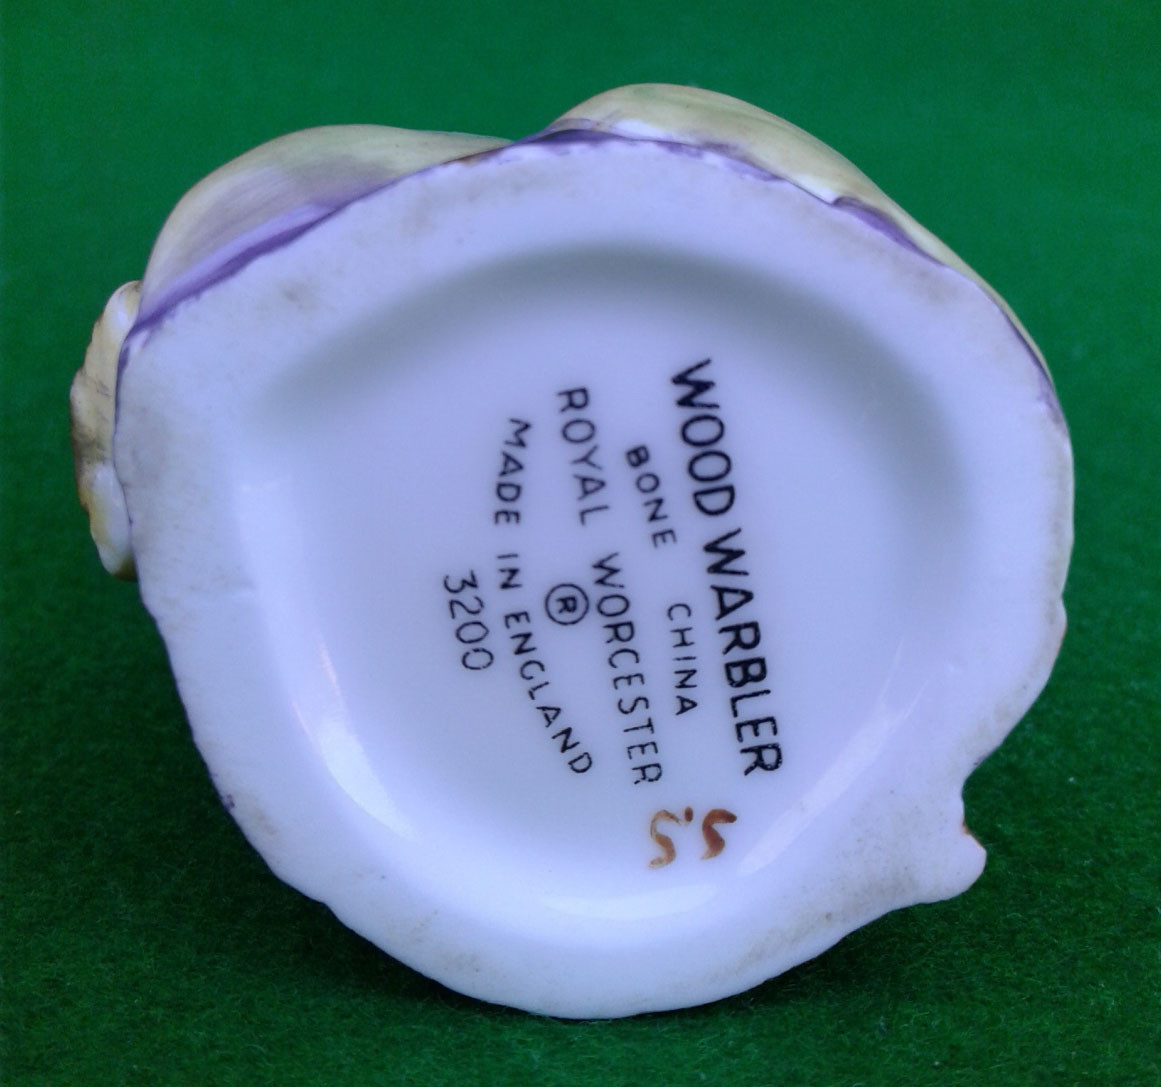 WOOD WARBLER
BONE CHINA
ROYAL WORCESTER
®
MADE IN ENGLAND
3200
S.S